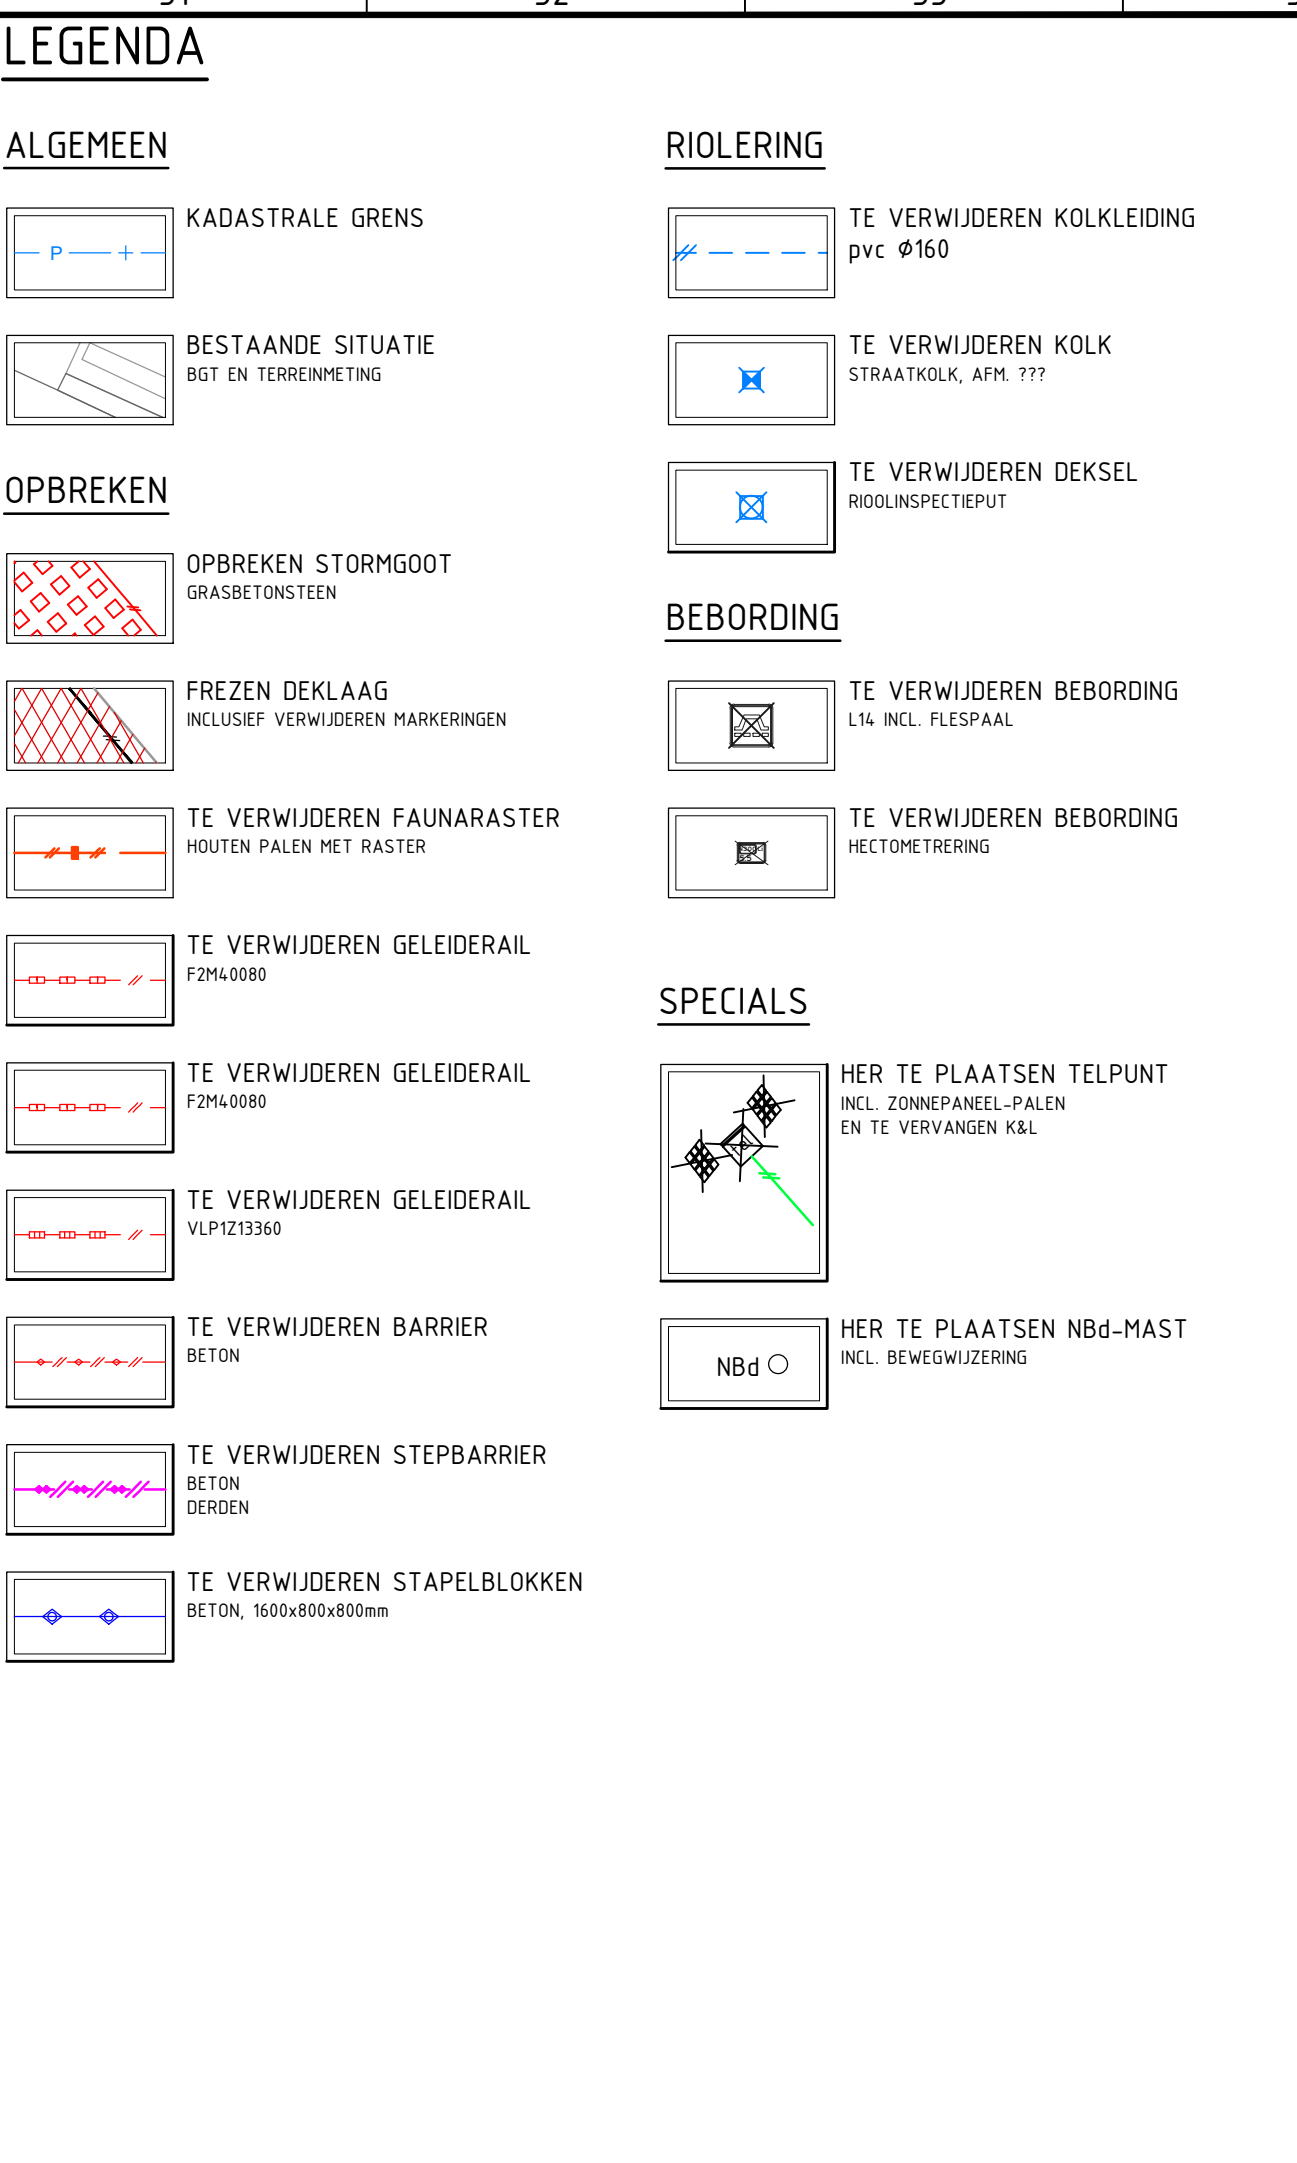 LEGENDA
ALGEMEEN
P
KADASTRALE GRENS
BESTAANDE SITUATIE
BGT EN TERREINMETING
OPBREKEN
OPBREKEN STORMGOOT
GRASBETONSTEEN
FREZEN DEKLAAG
INCLUSIEF VERWIJDEREN MARKERINGEN
TE VERWIJDEREN FAUNARASTER
HOUTEN PALEN MET RASTER
TE VERWIJDEREN GELEIDERAIL
F2M40080
TE VERWIJDEREN GELEIDERAIL
F2M40080
TE VERWIJDEREN GELEIDERAIL
VLP1Z13360
TE VERWIJDEREN BARRIER
BETON
TE VERWIJDEREN STEPBARRIER
BETON
DERDEN
TE VERWIJDEREN STAPELBLOKKEN
BETON, 1600x800x800mm
RIOLERING
TE VERWIJDEREN KOLKLEIDING
pvc Ø160
TE VERWIJDEREN KOLK
STRAATKOLK, AFM. ???
TE VERWIJDEREN DEKSEL
RIOOLINSPECTIEPUT
BEBORDING
TE VERWIJDEREN BEBORDING
L14 INCL. FLESPAAL
TE VERWIJDEREN BEBORDING
HECTOMETRERING
SPECIALS
HER TE PLAATSEN TELPUNT
INCL. ZONNEPANEEL-PALEN
EN TE VERVANGEN K&L
NBd
HER TE PLAATSEN NBd-MAST
INCL. BEWEGWIJZERING